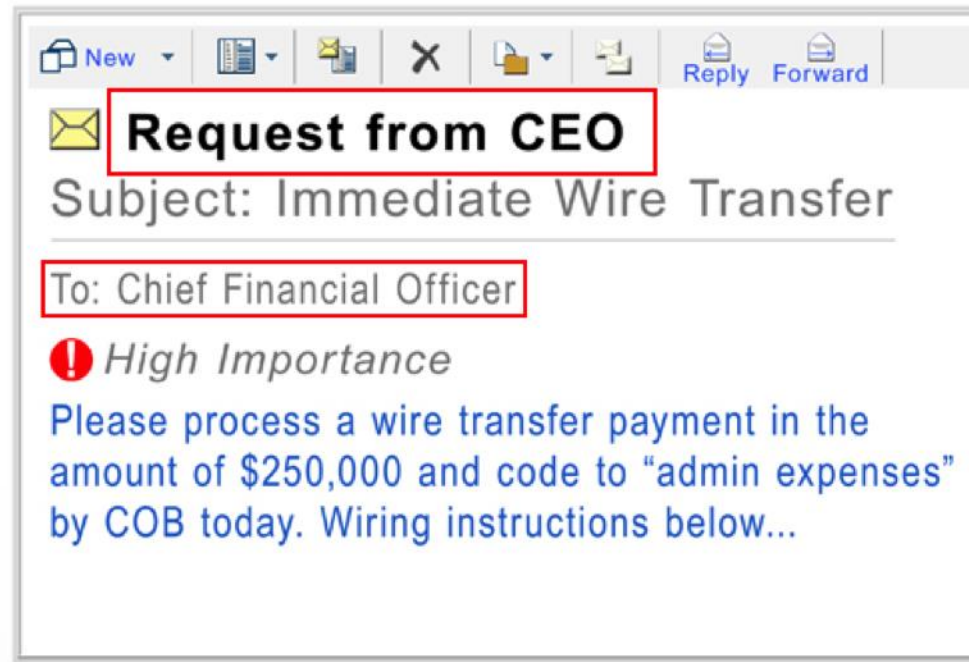 New
Reply Forward
Request from CEO
Subject: Immediate Wire Transfer
To: Chief Financial Officer
High Importance
Please process a wire transfer payment in the
amount of $250,000 and code to “admin expenses”
by COB today. Wiring instructions below...